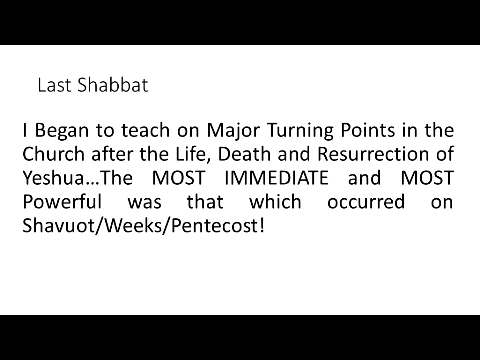 Last Shabbat
I Began to teach on Major Turning Points in the
Church after the Life, Death and Resurrection of
Yeshua…The MOST IMMEDIATE and MOST
Powerful was that which occurred on
Shavuot/Weeks/Pentecost!